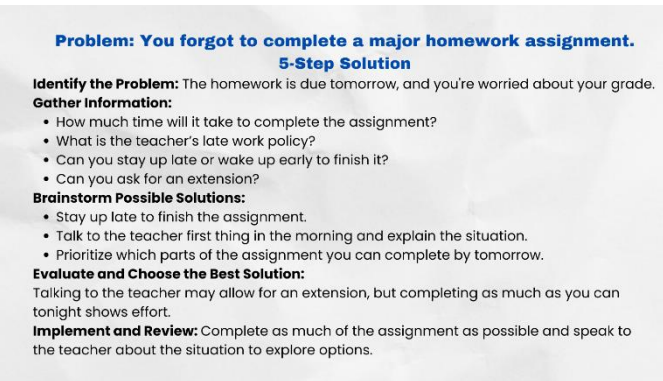 Problem: You forgot to complete a major homework assignment.
5-Step Solution
Identify the Problem: The homework is due tomorrow, and you're worried about your grade.
Gather Information:
• How much time will it take to complete the assignment?
• What is the teacher's late work policy?
• Can you stay up late or wake up early to finish it?
• Can you ask for an extension?
Brainstorm Possible Solutions:
• Stay up late to finish the assignment.
• Talk to the teacher first thing in the morning and explain the situation.
• Prioritize which parts of the assignment you can complete by tomorrow.
Evaluate and Choose the Best Solution:
Talking to the teacher may allow for an extension, but completing as much as you can
tonight shows effort.
Implement and Review: Complete as much of the assignment as possible and speak to
the teacher about the situation to explore options.